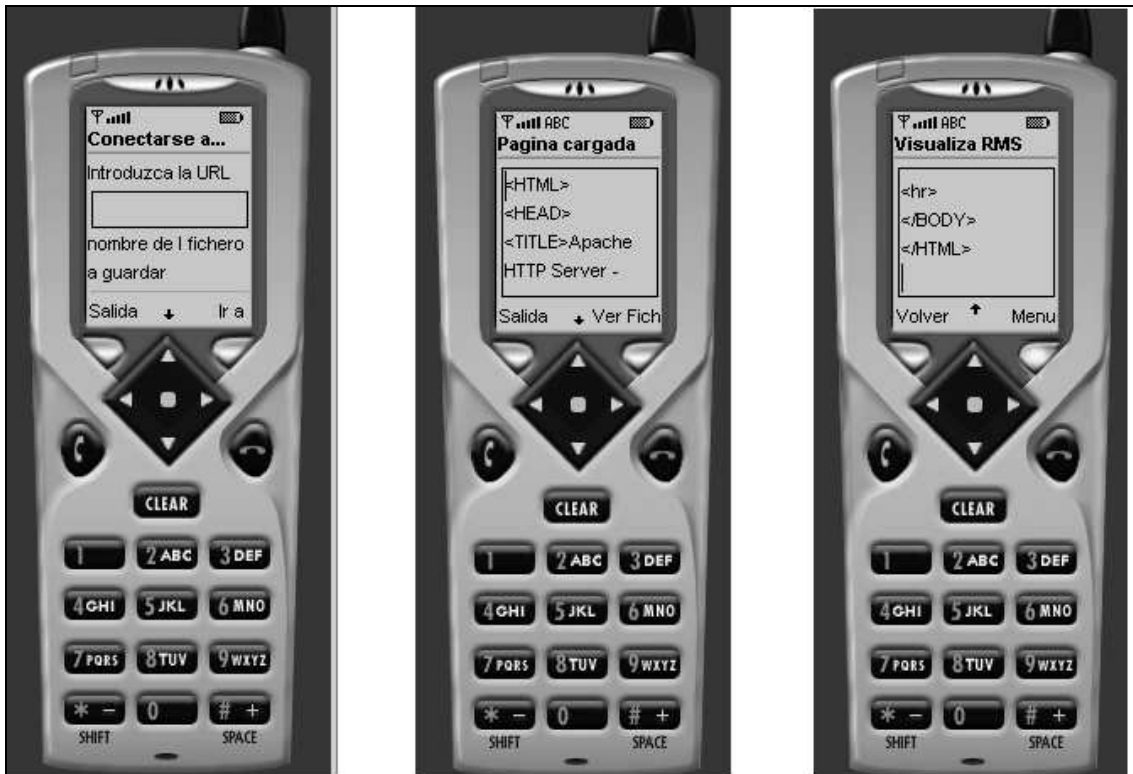 Conectarse a...
Introduzca la URL
nombre de l fichero
a guardar
Salida Ir a
CLEAR
1 2 ABC 3 DEF
4 GHI 5 JKL 6 MNO
7 PQRS 8 TUV 9 WXYZ
* - 0 # +
SHIFT SPACE
ABC
Pagina cargada
<HTML>
<HEAD>
<TITLE>Apache
HTTP Server -
Salida Ver Fich
CLEAR
1 2 ABC 3 DEF
4 GHI 5 JKL 6 MNO
7 PQRS 8 TUV 9 WXYZ
* - 0 # +
SHIFT SPACE
ABC
Visualiza RMS
<hr>
</BODY>
</HTML>
Volver Menu
CLEAR
1 2 ABC 3 DEF
4 GHI 5 JKL 6 MNO
7 PQRS 8 TUV 9 WXYZ
* - 0 # +
SHIFT SPACE